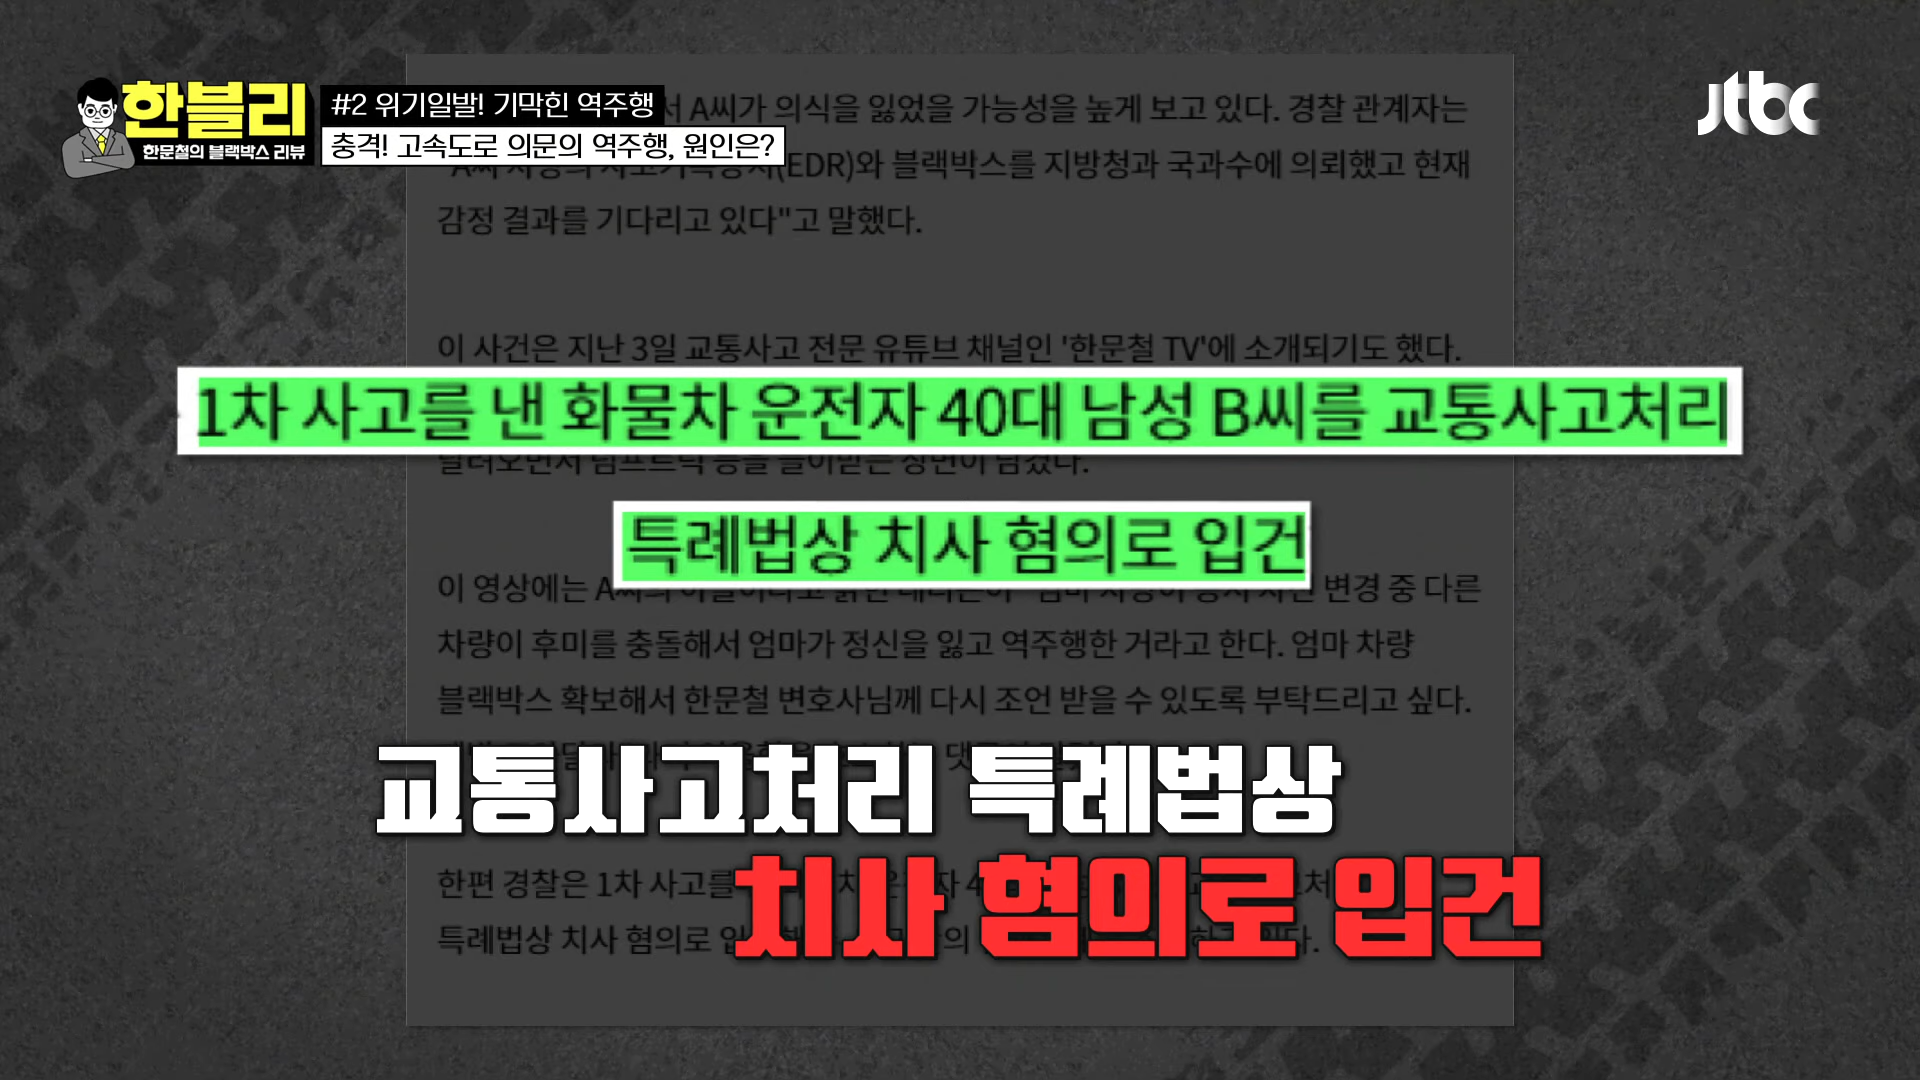 한블리
한문철의 블랙박스 리뷰
#2 위기일발! 기막힌 역주행
충격! 고속도로 의문의 역주행, 원인은?
jtbc
A씨가 의식을 잃었을 가능성을 높게 보고 있다. 경찰 관계자는
(EDR)와 블랙박스를 지방청과 국과수에 의뢰했고 현재
감정 결과를 기다리고 있다"고 말했다.
이 사건은 지난 3일 교통사고 전문 유튜브 채널인 '한문철 TV'에 소개되기도 했다.
1차 사고를 낸 화물차 운전자 40대 남성 B씨를 교통사고처리
특례법상 치사 혐의로 입건
이 영상에는 변경 중 다른
차량이 후미를 충돌해서 엄마가 정신을 잃고 역주행한 거라고 한다. 엄마 차량
블랙박스 확보해서 한문철 변호사님께 다시 조언 받을 수 있도록 부탁드리고 싶다.
교통사고처리 특례법상
치사 혐의로 입건
한편 경찰은 1차 사고를
특례법상 치사 혐의로